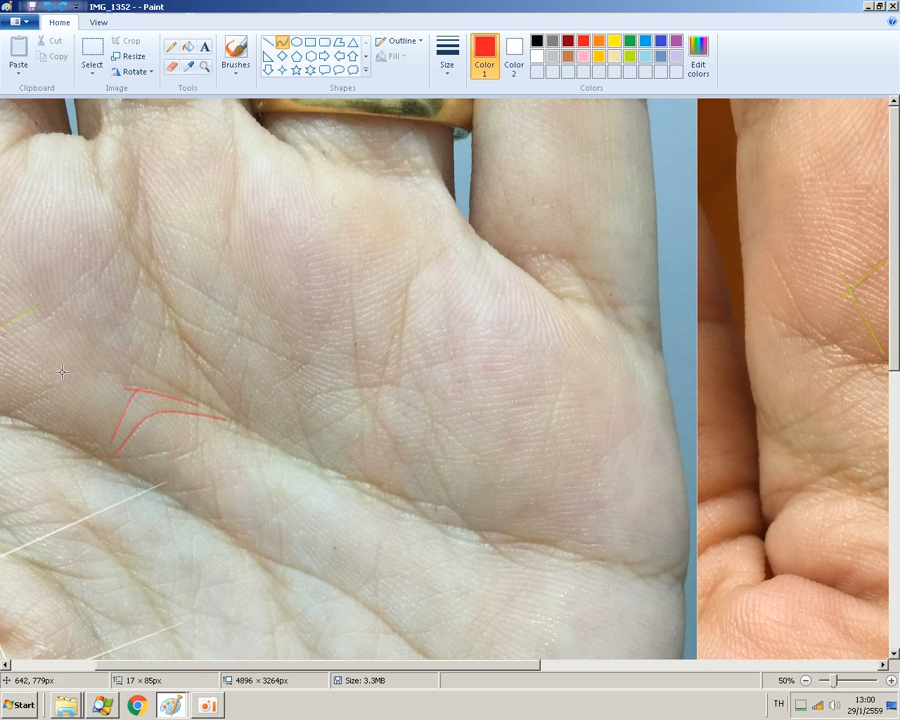 IMG_1352 - - Paint
Home
View
Paste
Cut
Copy
Clipboard
Select
Crop
Resize
Rotate
Image
A
Tools
Brushes
Outline
Fill
Shapes
Size
Color
1
Color
2
Edit
colors
Colors
642, 779px
17 × 85px
4896 × 3264px
Size: 3.3MB
50%
Start
TH
13:00
29/1/2559